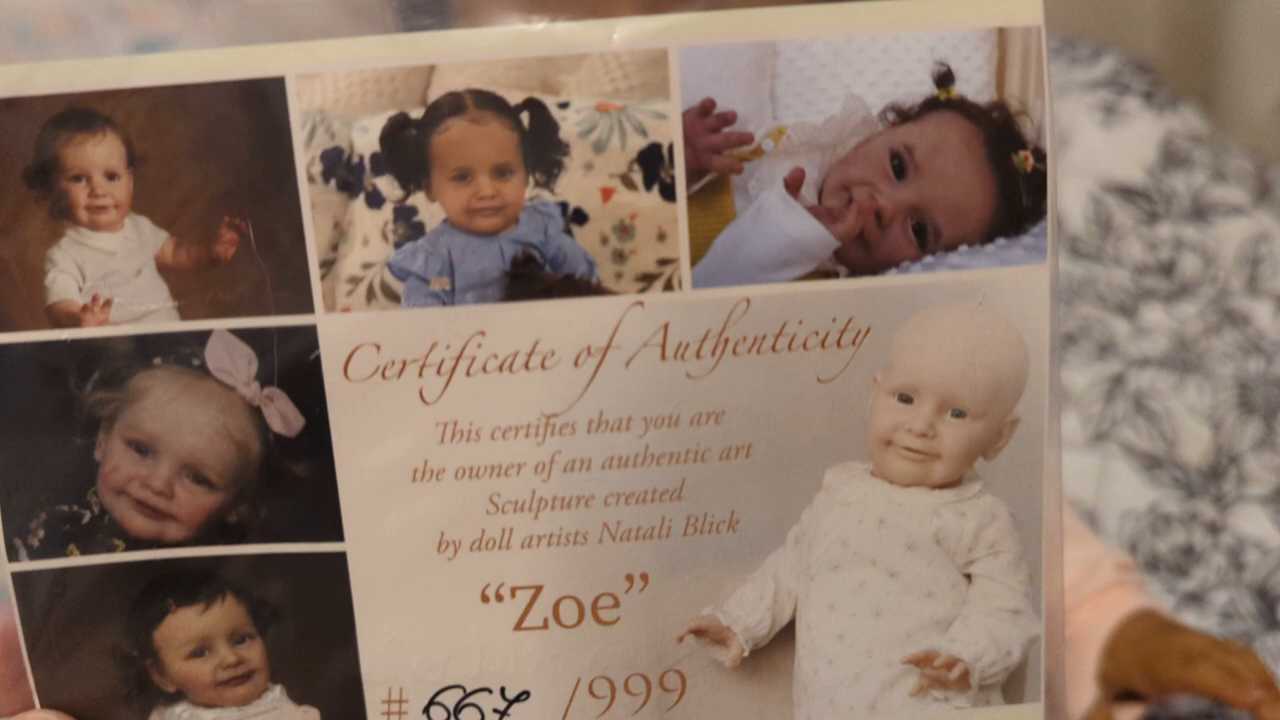 Certificate of Authenticity
This certifies that you are
the owner of an authentic art
Sculpture created
by doll artists Natali Blick
“Zoe”
# 667 /999